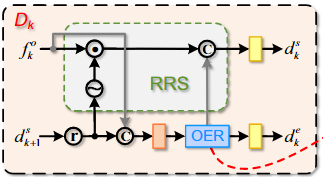 D_k
f_k^o
C
d_k^s
RRS
~
d_{k+1}^s
r
C
OER
d_k^e